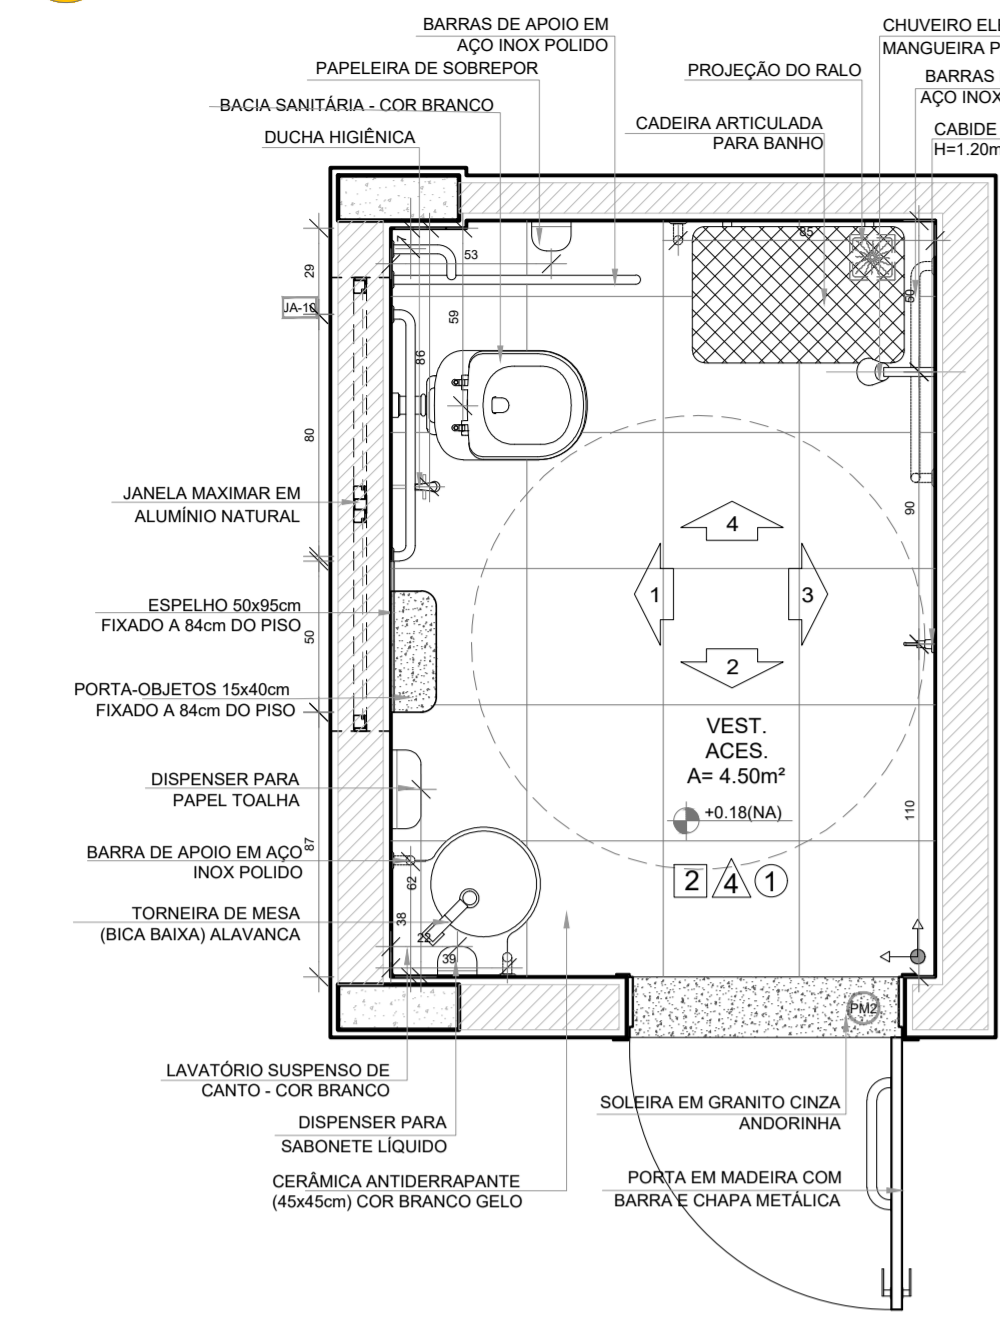 BARRAS DE APOIO EM
AÇO INOX POLIDO
PAPELEIRA DE SOBREPOR
BACIA SANITÁRIA - COR BRANCO
DUCHA HIGIÊNICA
PROJEÇÃO DO RALO
CADEIRA ARTICULADA
PARA BANHO
CHUVEIRO
MANGUEIRA
BARRAS
AÇO INOX
CABIDE
H=1.20m
85
53
29
59
50
86
80
90
JANELA MAXIMAR EM
ALUMÍNIO NATURAL
4
1
3
2
ESPELHO 50x95cm
FIXADO A 84cm DO PISO
50
PORTA-OBJETOS 15x40cm
FIXADO A 84cm DO PISO
VEST.
ACES.
A= 4.50m²
+0.18(NA)
2 4 1
110
DISPENSER PARA
PAPEL TOALHA
87
BARRA DE APOIO EM AÇO
INOX POLIDO
62
38
22
39
TORNEIRA DE MESA
(BICA BAIXA) ALAVANCA
PM2
LAVATÓRIO SUSPENSO DE
CANTO - COR BRANCO
DISPENSER PARA
SABONETE LÍQUIDO
CERÂMICA ANTIDERRAPANTE
(45x45cm) COR BRANCO GELO
SOLEIRA EM GRANITO CINZA
ANDORINHA
PORTA EM MADEIRA COM
BARRA E CHAPA METÁLICA